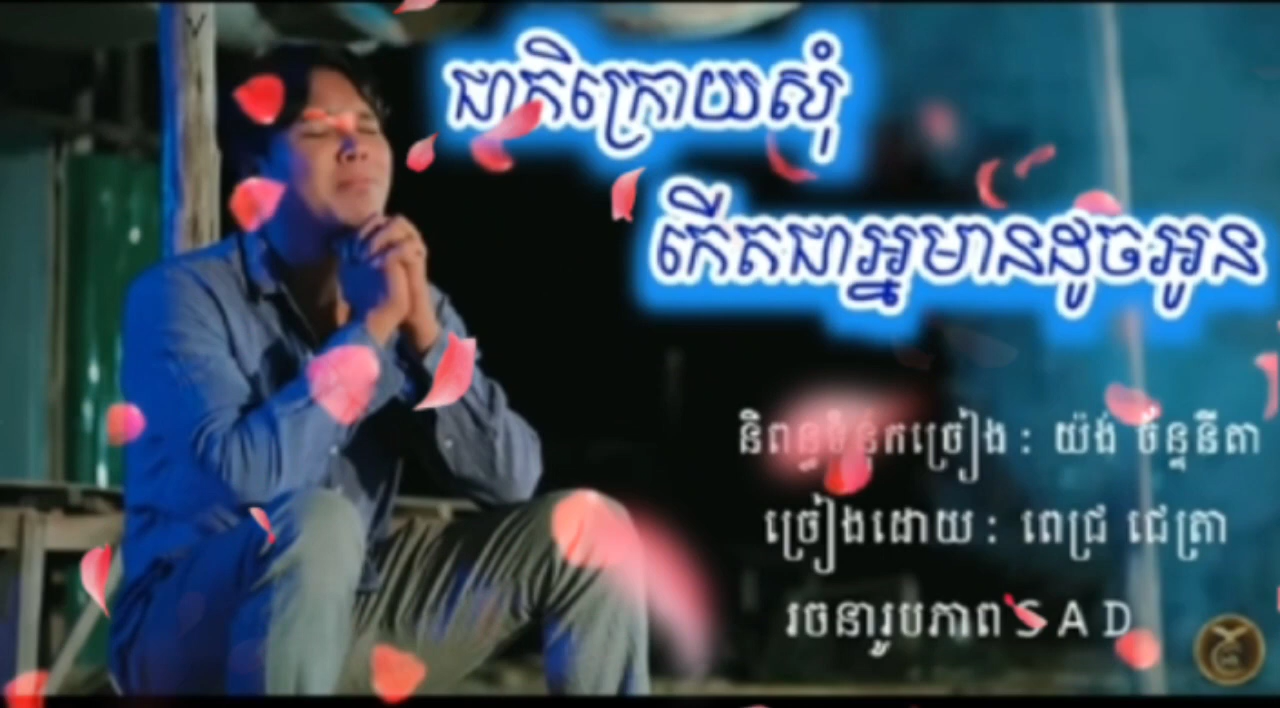 ជាតិក្រោយសុំ
កើតជាអ្នមានដូចអូន
និពន្ធទំនុកច្រៀង : យ៉ង់ ច័ន្ទនីតា
ច្រៀងដោយ : ពេជ្រ ជេត្រា
រចនារូបភាព S A D